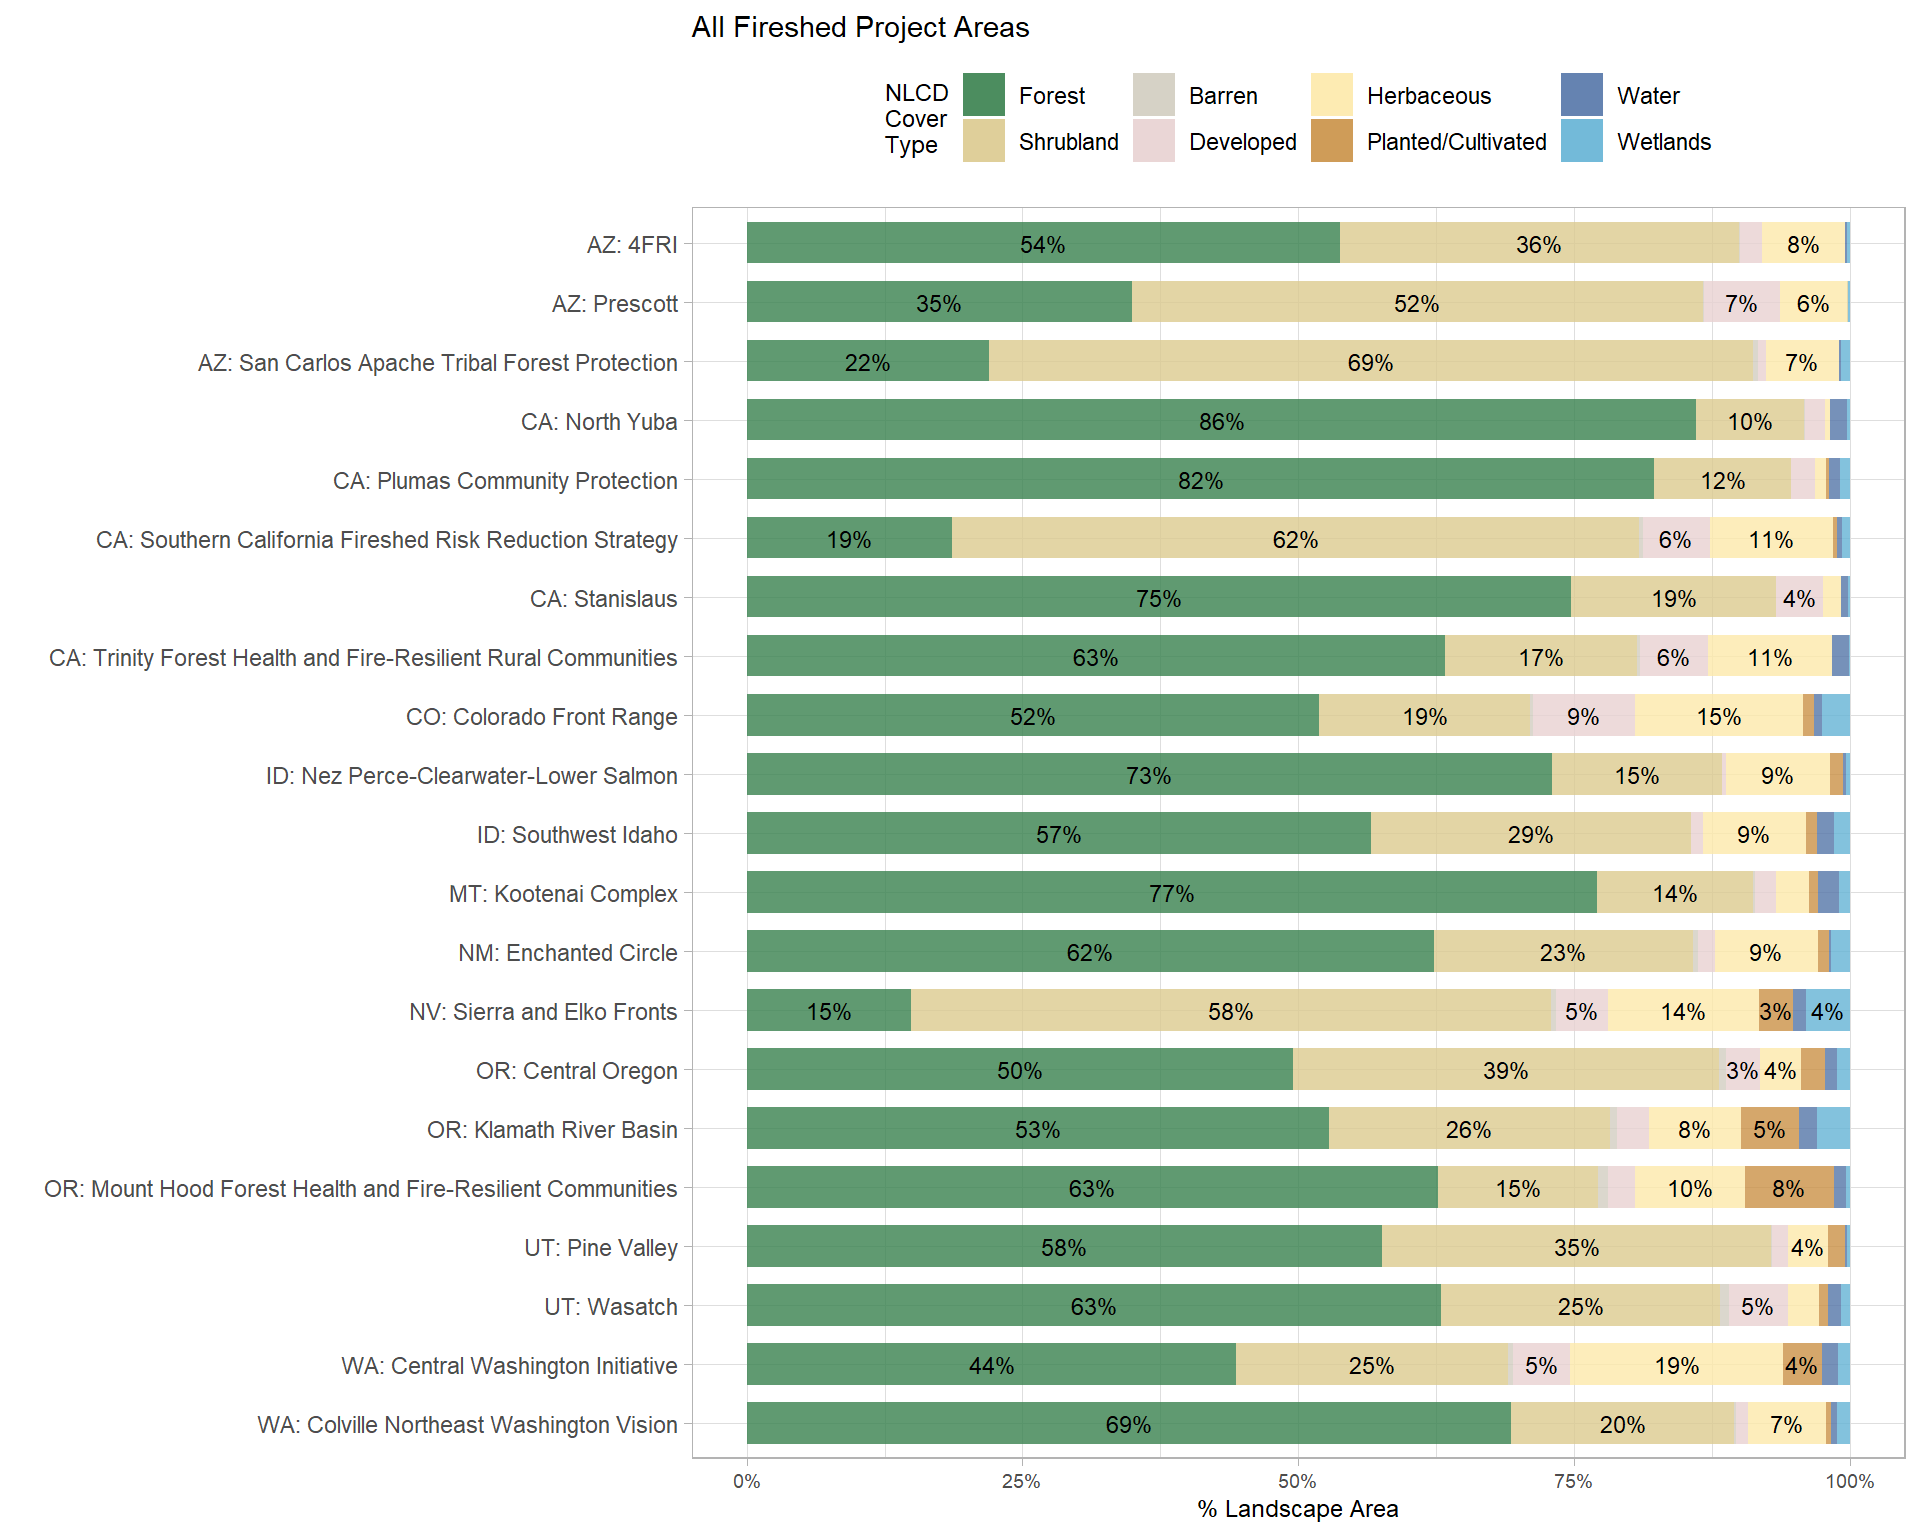 All Fireshed Project Areas
NLCD
Cover
Type
Forest
Barren
Herbaceous
Water
Shrubland
Developed
Planted/Cultivated
Wetlands
AZ: 4FRI 54% 36% 8%
AZ: Prescott 35% 52% 7% 6%
AZ: San Carlos Apache Tribal Forest Protection 22% 69% 7%
CA: North Yuba 86% 10%
CA: Plumas Community Protection 82% 12%
CA: Southern California Fireshed Risk Reduction Strategy 19% 62% 6% 11%
CA: Stanislaus 75% 19% 4%
CA: Trinity Forest Health and Fire-Resilient Rural Communities 63% 17% 6% 11%
CO: Colorado Front Range 52% 19% 9% 15%
ID: Nez Perce-Clearwater-Lower Salmon 73% 15% 9%
ID: Southwest Idaho 57% 29% 9%
MT: Kootenai Complex 77% 14%
NM: Enchanted Circle 62% 23% 9%
NV: Sierra and Elko Fronts 15% 58% 5% 14% 3% 4%
OR: Central Oregon 50% 39% 3% 4%
OR: Klamath River Basin 53% 26% 8% 5%
OR: Mount Hood Forest Health and Fire-Resilient Communities 63% 15% 10% 8%
UT: Pine Valley 58% 35% 4%
UT: Wasatch 63% 25% 5%
WA: Central Washington Initiative 44% 25% 5% 19% 4%
WA: Colville Northeast Washington Vision 69% 20% 7%
0% 25% 50% 75% 100%
% Landscape Area